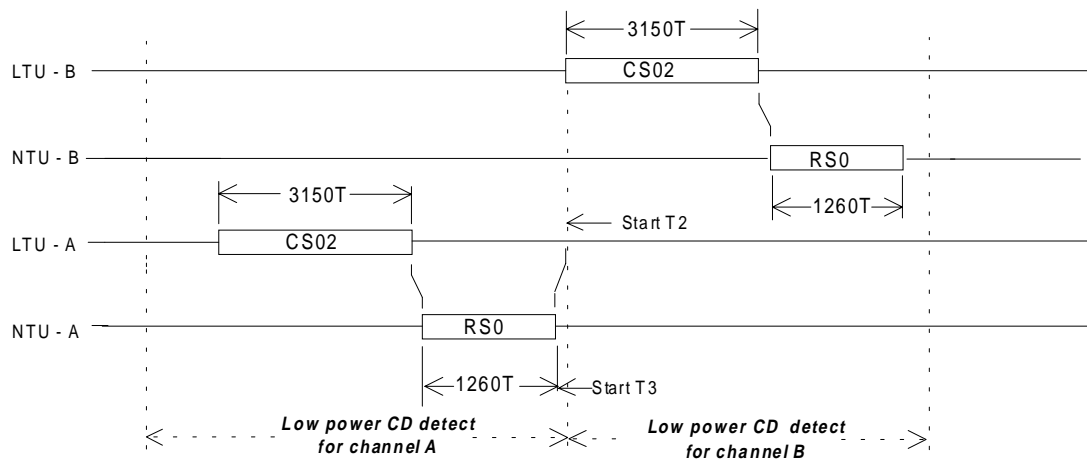 3150T
LTU - B
CS02
NTU - B
RS0
3150T
1260T
Start T2
LTU - A
CS02
NTU - A
RS0
1260T
Start T3
Low power CD detect
for channel A
Low power CD detect
for channel B